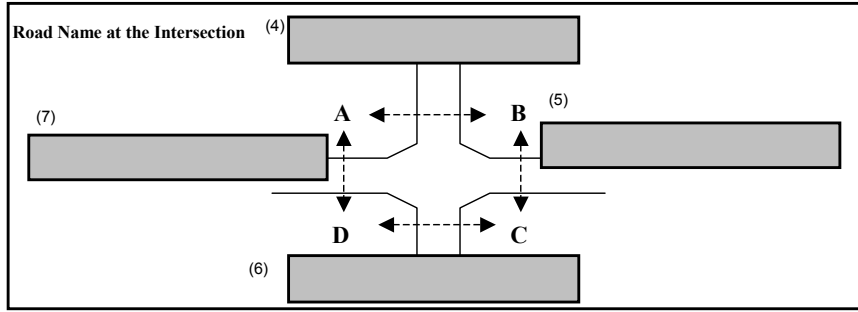 Road Name at the Intersection (4)
A B (5)
(7)
D C
(6)